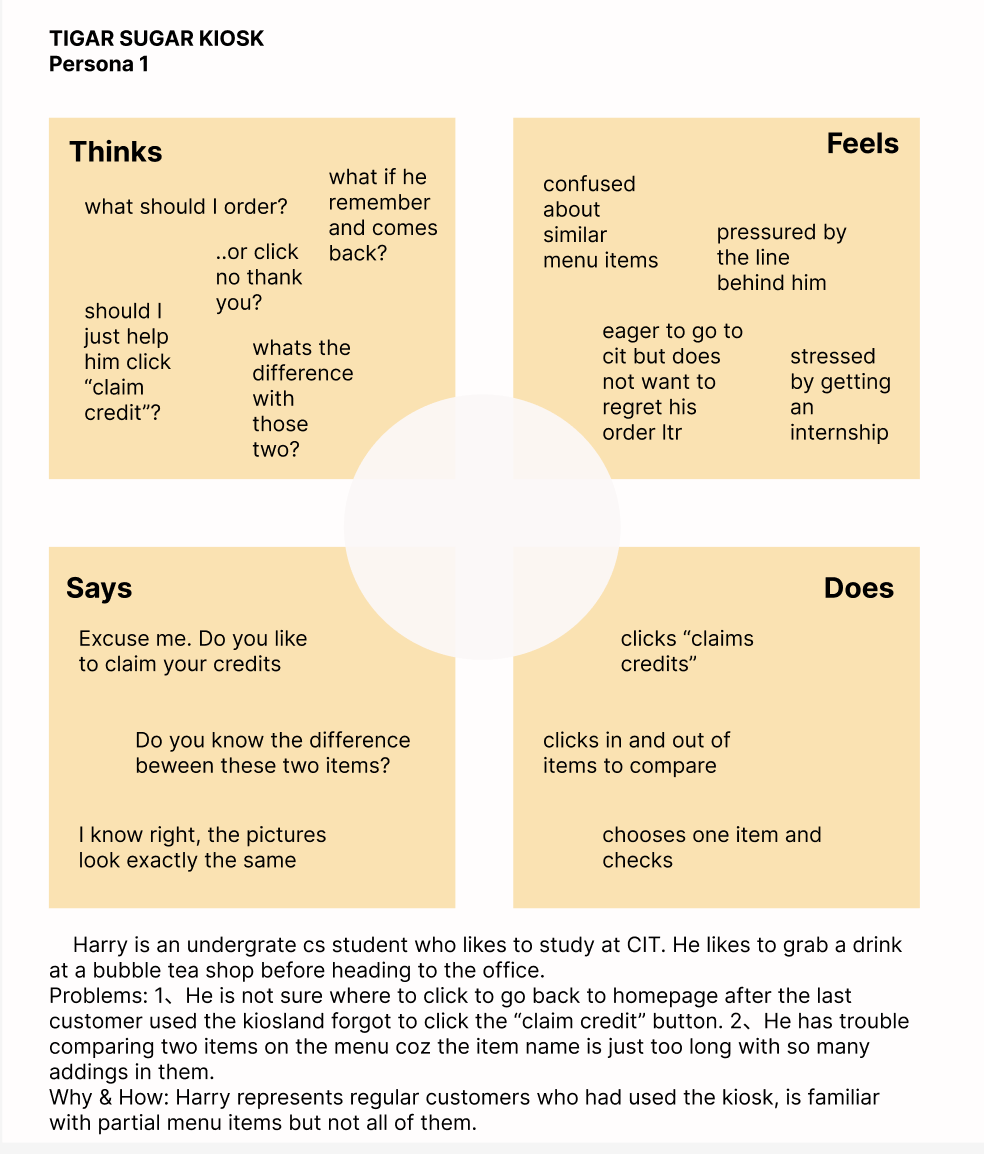 TIGAR SUGAR KIOSK
Persona 1
Thinks
what should I order?
what if he
remember
and comes
back?
..or click
no thank
you?
should I
just help
him click
“claim
credit”?
whats the
difference
with
those
two?
Feels
confused
about
similar
menu items
pressured by
the line
behind him
eager to go to
cit but does
not want to
regret his
order ltr
stressed
by getting
an
internship
Says
Excuse me. Do you like
to claim your credits
Do you know the difference
beween these two items?
I know right, the pictures
look exactly the same
Does
clicks “claims
credits”
clicks in and out of
items to compare
chooses one item and
checks
Harry is an undergrate cs student who likes to study at CIT. He likes to grab a drink
at a bubble tea shop before heading to the office.
Problems: 1、He is not sure where to click to go back to homepage after the last
customer used the kiosland forgot to click the “claim credit” button. 2、He has trouble
comparing two items on the menu coz the item name is just too long with so many
addings in them.
Why & How: Harry represents regular customers who had used the kiosk, is familiar
with partial menu items but not all of them.